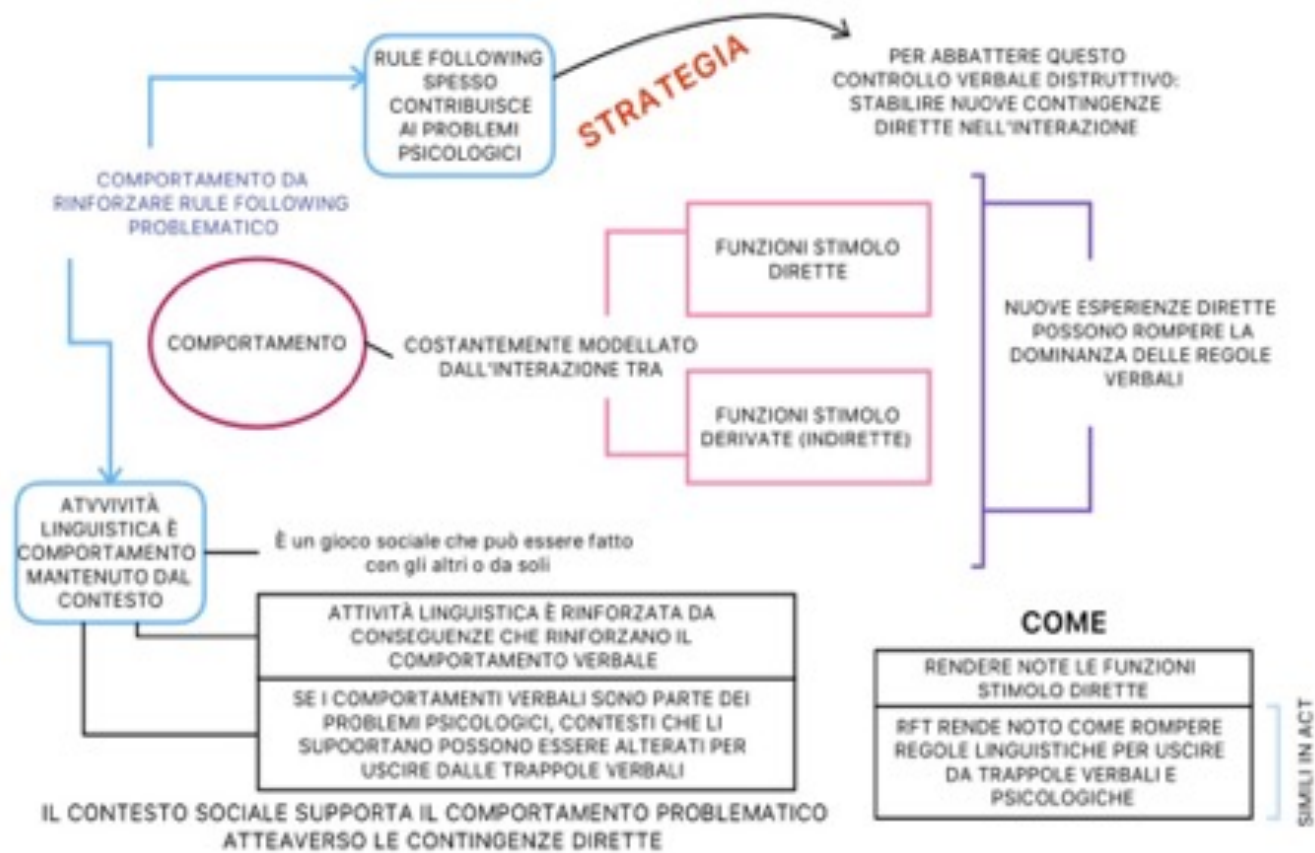 RULE FOLLOWING
SPESSO
CONTRIBUISCE
AI PROBLEMI
PSICOLOGICI
STRATEGIA
PER ABBATTERE QUESTO
CONTROLLO VERBALE DISTRUTTIVO:
STABILIRE NUOVE CONTINGENZE
DIRETTE NELL'INTERAZIONE
COMPORTAMENTO DA
RINFORZARE RULE FOLLOWING
PROBLEMATICO
COMPORTAMENTO
COSTANTEMENTE MODELLATO
DALL'INTERAZIONE TRA
FUNZIONI STIMOLO
DIRETTE
FUNZIONI STIMOLO
DERIVATE (INDIRETTE)
NUOVE ESPERIENZE DIRETTE
POSSONO ROMPERE LA
DOMINANZA DELLE REGOLE
VERBALI
ATVVIVITÀ
LINGUISTICA È
COMPORTAMENTO
MANTENUTO DAL
CONTESTO
È un gioco sociale che può essere fatto
con gli altri o da soli
ATTIVITÀ LINGUISTICA È RINFORZATA DA
CONSEGUENZE CHE RINFORZANO IL
COMPORTAMENTO VERBALE
SE I COMPORTAMENTI VERBALI SONO PARTE DEI
PROBLEMI PSICOLOGICI, CONTESTI CHE LI
SUPOORTANO POSSONO ESSERE ALTERATI PER
USCIRE DALLE TRAPPOLE VERBALI
IL CONTESTO SOCIALE SUPPORTA IL COMPORTAMENTO PROBLEMATICO
ATTEAVERSO LE CONTINGENZE DIRETTE
COME
RENDERE NOTE LE FUNZIONI
STIMOLO DIRETTE
RFT RENDE NOTO COME ROMPERE
REGOLE LINGUISTICHE PER USCIRE
DA TRAPPOLE VERBALI E
PSICOLOGICHE
SIMILI IN ACT